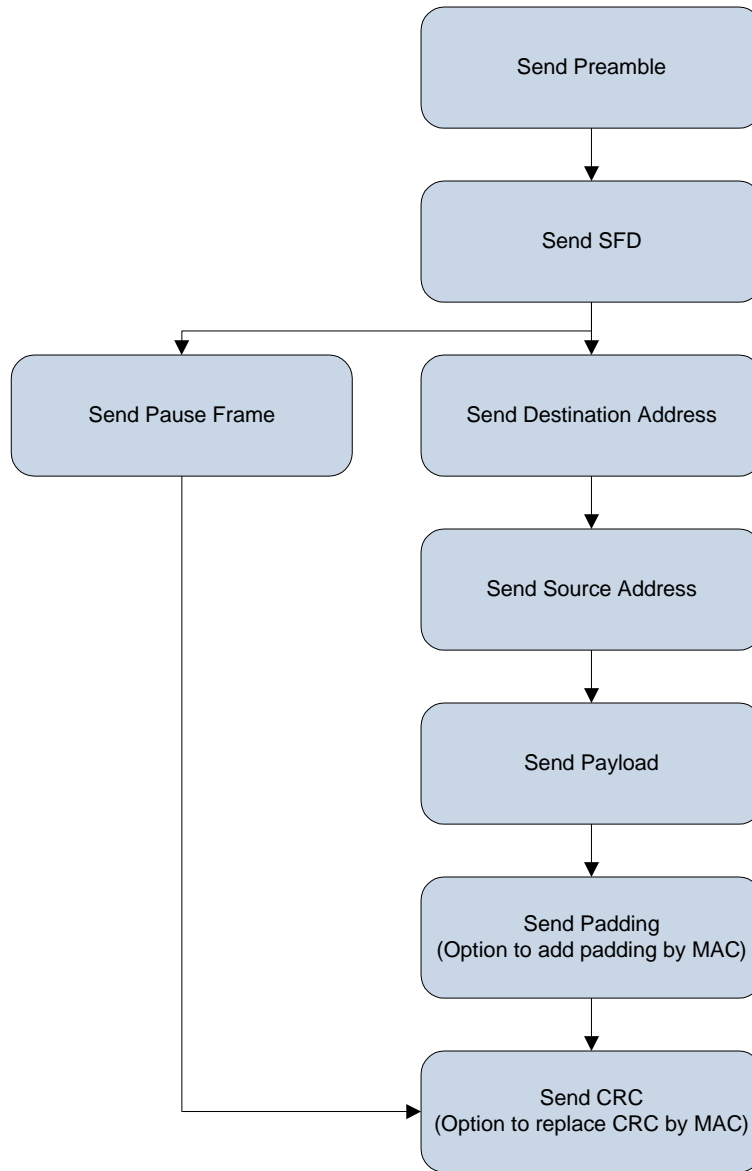 Send Preamble
Send SFD
Send Pause Frame
Send Destination Address
Send Source Address
Send Payload
Send Padding
(Option to add padding by MAC)
Send CRC
(Option to replace CRC by MAC)